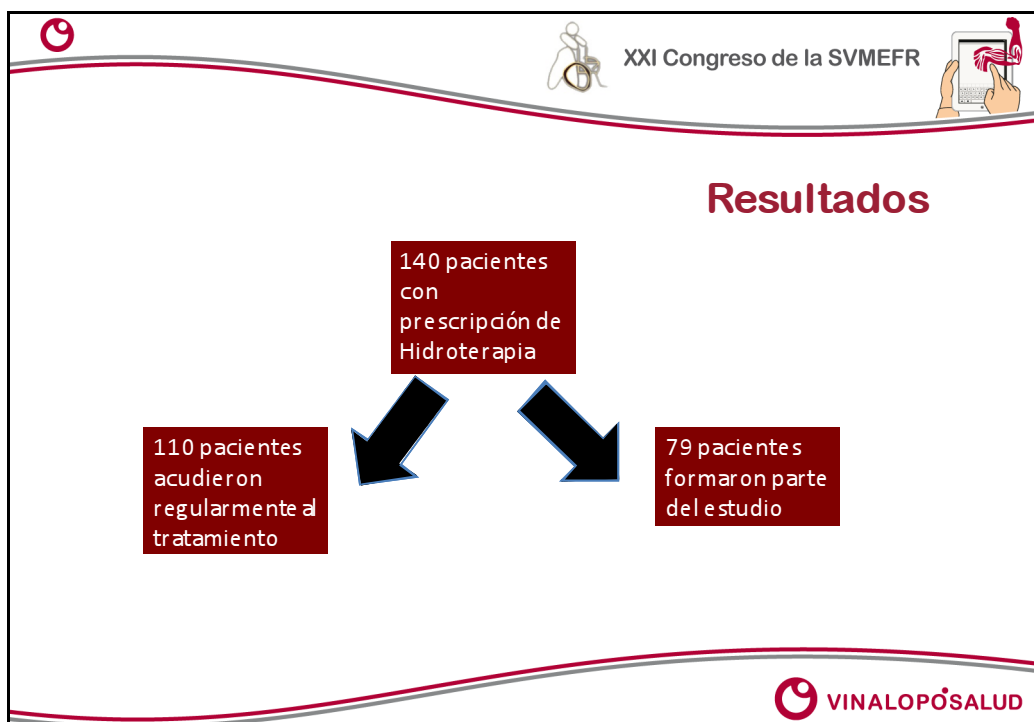 XXI Congreso de la SVMEFR
Resultados
140 pacientes
con
prescripción de
Hidroterapia
110 pacientes
acudieron
regularmente al
tratamiento
79 pacientes
formaron parte
del estudio
VINALOPÓSALUD